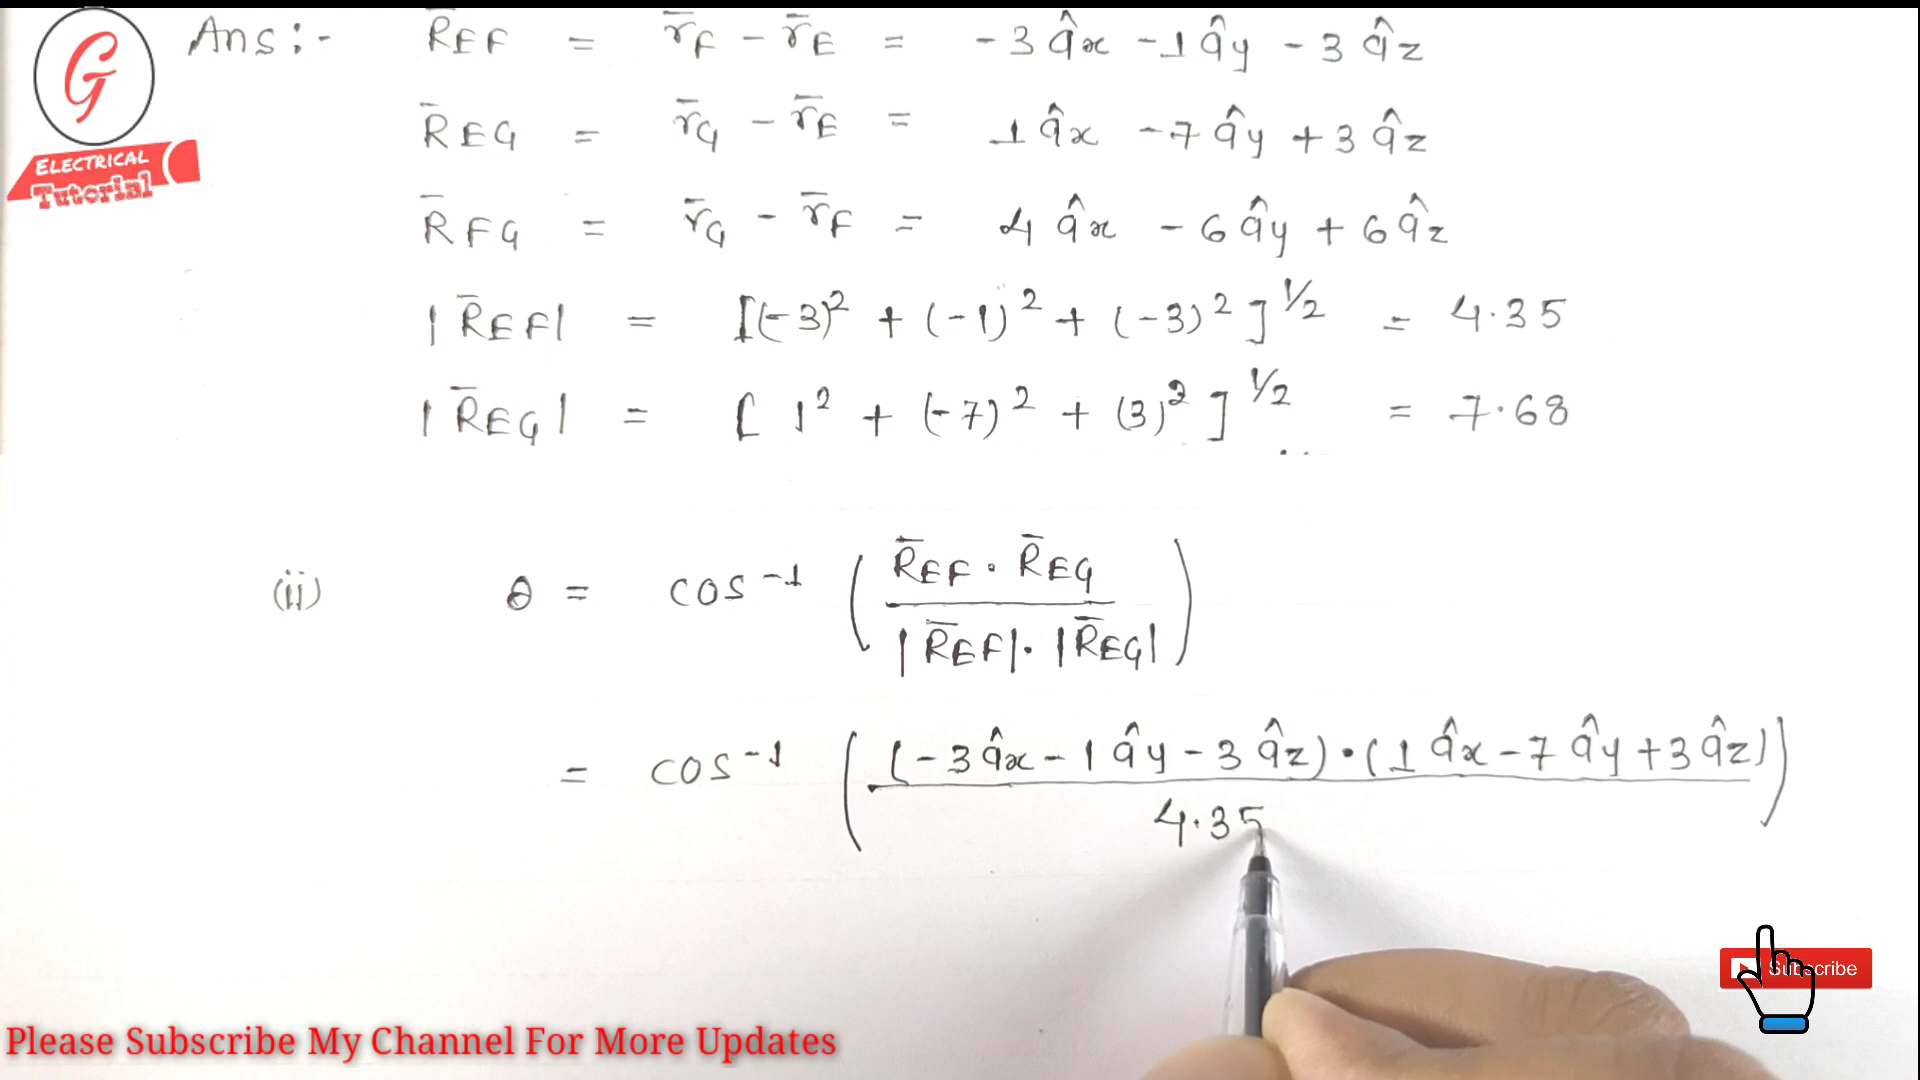 Ans:- R̄EF = r̄F - r̄E = -3 âx -1 ây - 3 âz
R̄EG = r̄G - r̄E = 1 âx -7 ây + 3 âz
R̄FG = r̄G - r̄F = 4 âx - 6 ây + 6 âz
|R̄EF| = [(-3)² + (-1)² + (-3)²]^1/2 = 4.35
|R̄EG| = [1² + (-7)² + (3)²]^1/2 = 7.68
(ii) θ = cos⁻¹ (R̄EF · R̄EG / |R̄EF| · |R̄EG|)
= cos⁻¹ ((-3 âx - 1 ây - 3 âz) · (1 âx - 7 ây + 3 âz) / 4.35)
G
ELECTRICAL
Tutorial
Subscribe
Please Subscribe My Channel For More Updates